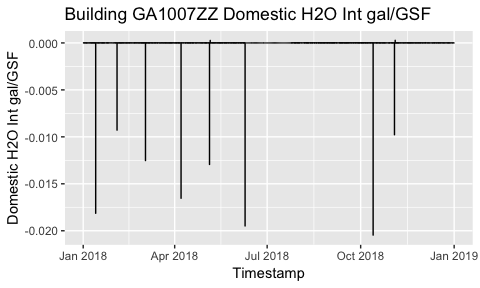 Building GA1007ZZ Domestic H2O Int gal/GSF
Domestic H2O Int gal/GSF
0.000
-0.005
-0.010
-0.015
-0.020
Jan 2018
Apr 2018
Jul 2018
Oct 2018
Jan 2019
Timestamp